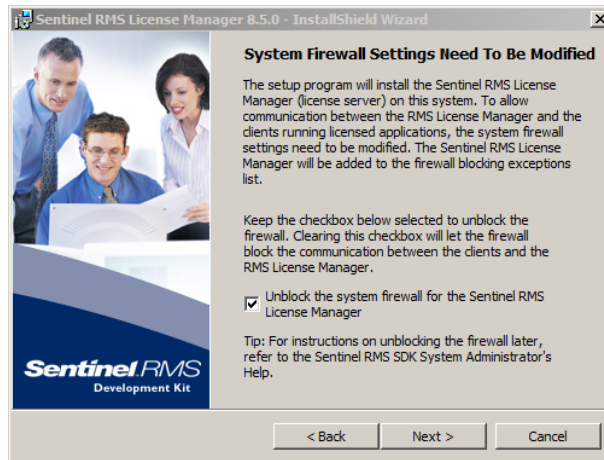 Sentinel RMS License Manager 8.5.0 - InstallShield Wizard
System Firewall Settings Need To Be Modified
The setup program will install the Sentinel RMS License
Manager (license server) on this system. To allow
communication between the RMS License Manager and the
clients running licensed applications, the system firewall
settings need to be modified. The Sentinel RMS License
Manager will be added to the firewall blocking exceptions
list.
Keep the checkbox below selected to unblock the
firewall. Clearing this checkbox will let the firewall
block the communication between the clients and the
RMS License Manager.
Unblock the system firewall for the Sentinel RMS
License Manager
Tip: For instructions on unblocking the firewall later,
refer to the Sentinel RMS SDK System Administrator's
Help.
Sentinel RMS
Development Kit
< Back Next > Cancel